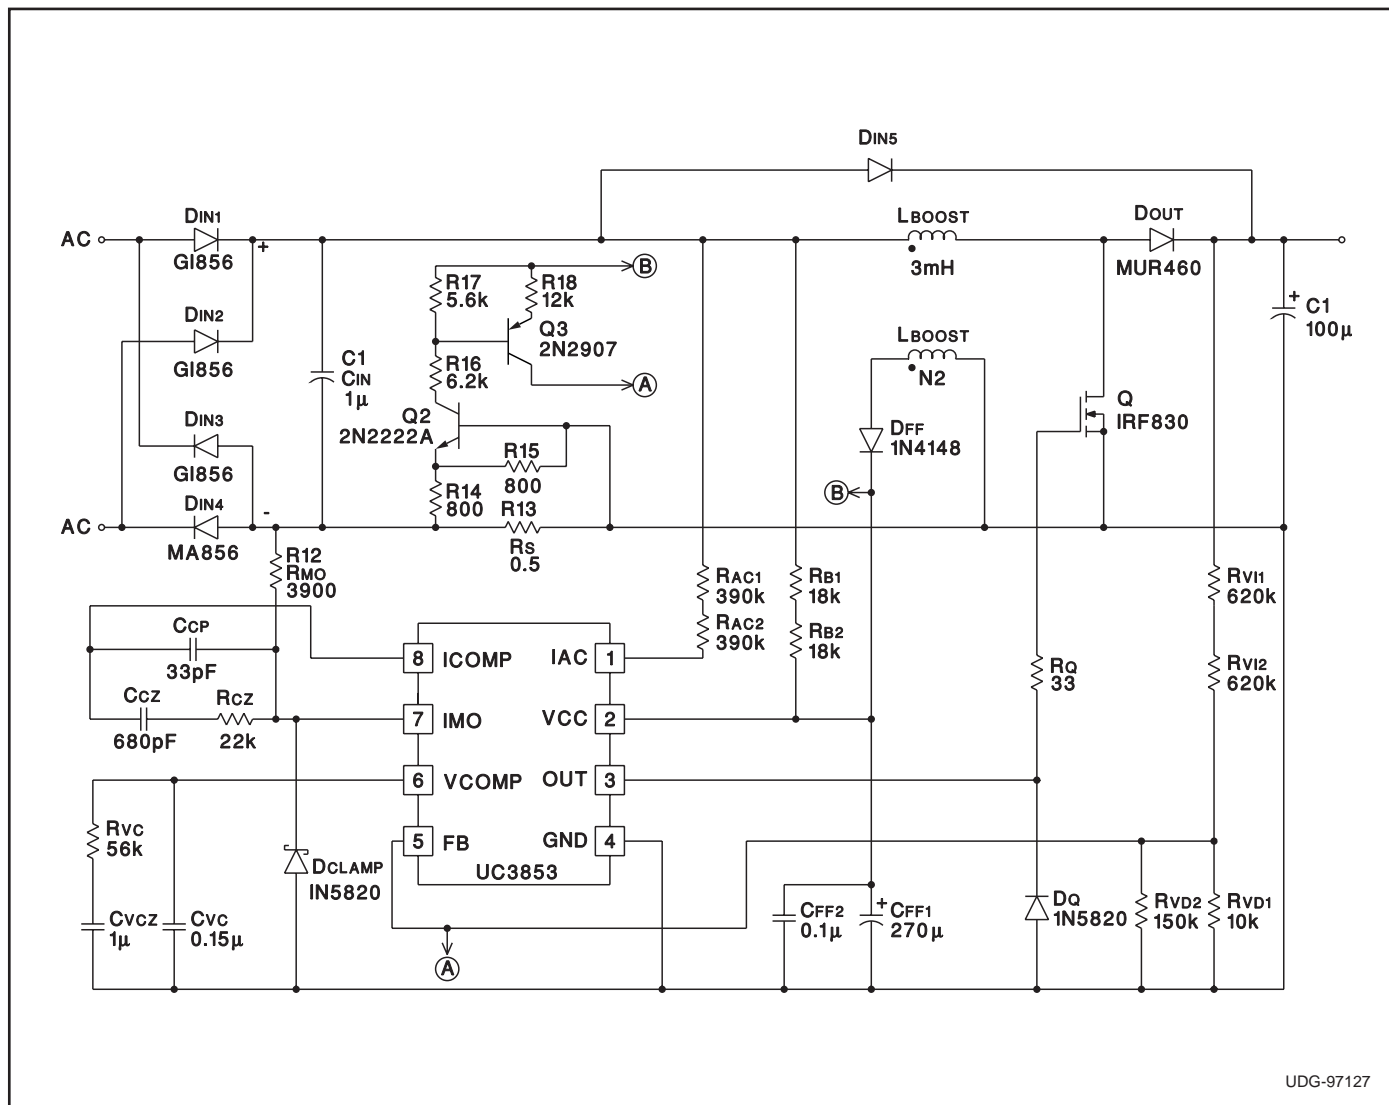 DIN5
LBOOST
3mH
DOUT
MUR460
AC
DIN1
+
GI856
B
R17
5.6k
R18
12k
Q3
2N2907
+
C1
100µ
DIN2
GI856
C1
CIN
1µ
R16
6.2k
A
LBOOST
N2
Q
IRF830
Q2
2N2222A
DFF
1N4148
DIN3
GI856
R15
800
R14
800
B
DIN4
-
AC
MA856
R13
RS
0.5
R12
RMO
3900
RAC1
390k
RAC2
390k
RB1
18k
RB2
18k
RVI1
620k
RVI2
620k
CCP
33pF
8 ICOMP
IAC 1
RQ
33
CCZ
680pF
RCZ
22k
7 IMO
VCC 2
6 VCOMP
OUT 3
5 FB
GND 4
UC3853
RVC
56k
DCLAMP
IN5820
CVCZ
1µ
CVC
0.15µ
A
CFF2
0.1µ
+
CFF1
270µ
DQ
1N5820
RVD2
150k
RVD1
10k
UDG-97127